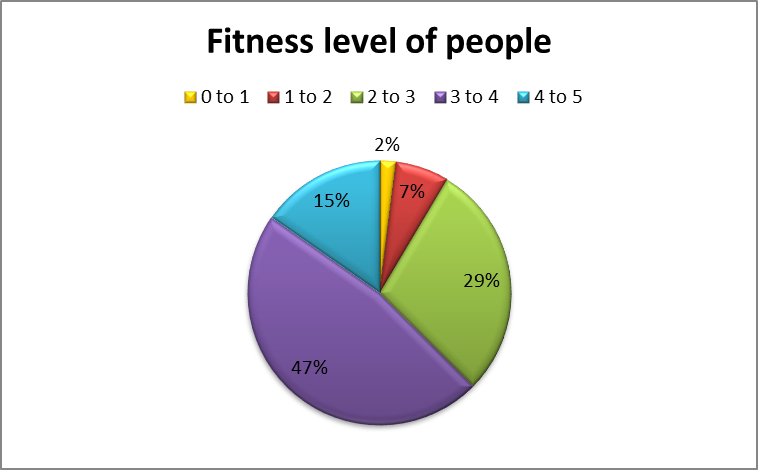 Fitness level of people
0 to 1 1 to 2 2 to 3 3 to 4 4 to 5
2%
7%
15%
29%
47%